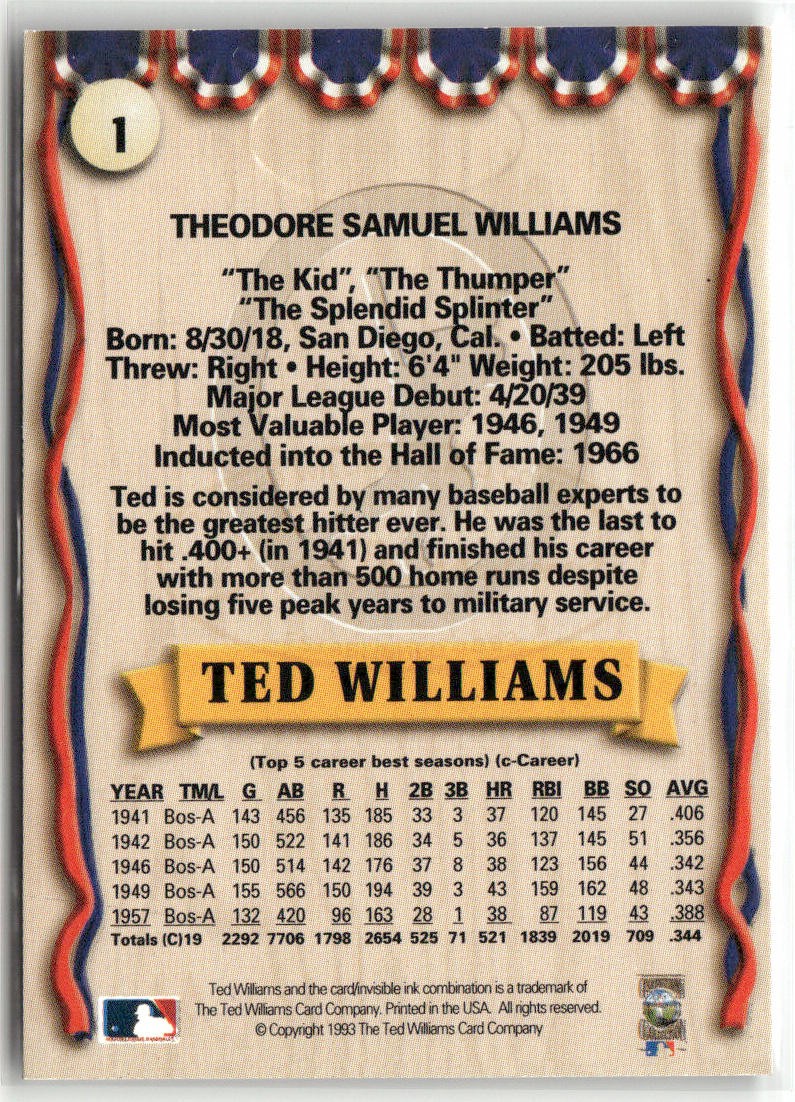 1
THEODORE SAMUEL WILLIAMS
"The Kid", "The Thumper"
"The Splendid Splinter"
Born: 8/30/18, San Diego, Cal. • Batted: Left
Threw: Right • Height: 6'4" Weight: 205 lbs.
Major League Debut: 4/20/39
Most Valuable Player: 1946, 1949
Inducted into the Hall of Fame: 1966
Ted is considered by many baseball experts to
be the greatest hitter ever. He was the last to
hit .400+ (in 1941) and finished his career
with more than 500 home runs despite
losing five peak years to military service.
TED WILLIAMS
(Top 5 career best seasons) (c-Career)
YEAR TM/L G AB R H 2B 3B HR RBI BB SO AVG
1941 Bos-A 143 456 135 185 33 3 37 120 145 27 .406
1942 Bos-A 150 522 141 186 34 5 36 137 145 51 .356
1946 Bos-A 150 514 142 176 37 8 38 123 156 44 .342
1949 Bos-A 155 566 150 194 39 3 43 159 162 48 .343
1957 Bos-A 132 420 96 163 28 1 38 87 119 43 .388
Totals (C)19 2292 7706 1798 2654 525 71 521 1839 2019 709 .344
Ted Williams and the card/invisible ink combination is a trademark of
The Ted Williams Card Company. Printed in the USA. All rights reserved.
© Copyright 1993 The Ted Williams Card Company